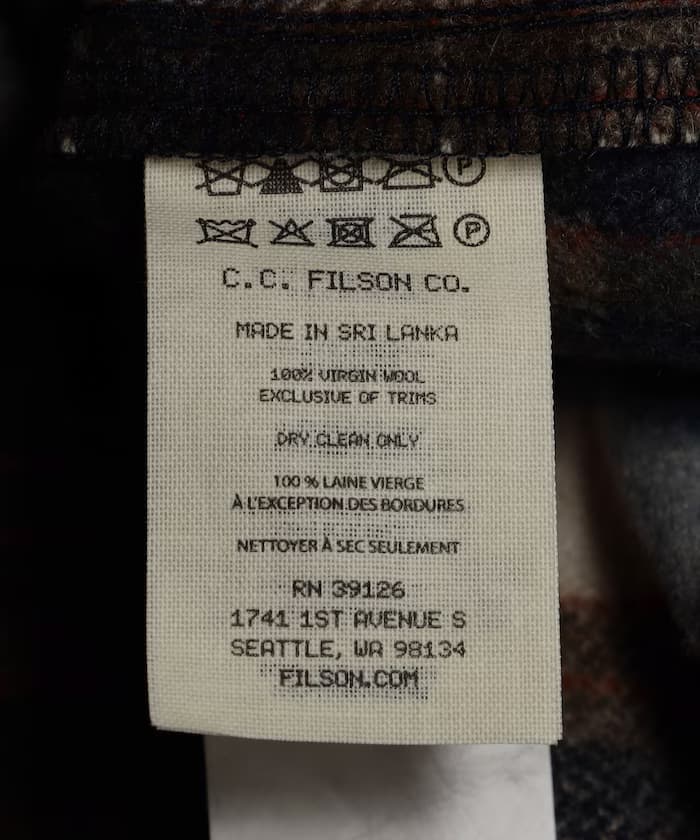 P
P
C.C. FILSON CO.
MADE IN SRI LANKA
100% VIRGIN WOOL
EXCLUSIVE OF TRIMS
DRY CLEAN ONLY
100 % LAINE VIERGE
À L'EXCEPTION DES BORDURES
NETTOYER À SEC SEULEMENT
RN 39126
1741 1ST AVENUE S
SEATTLE, WA 98134
FILSON.COM